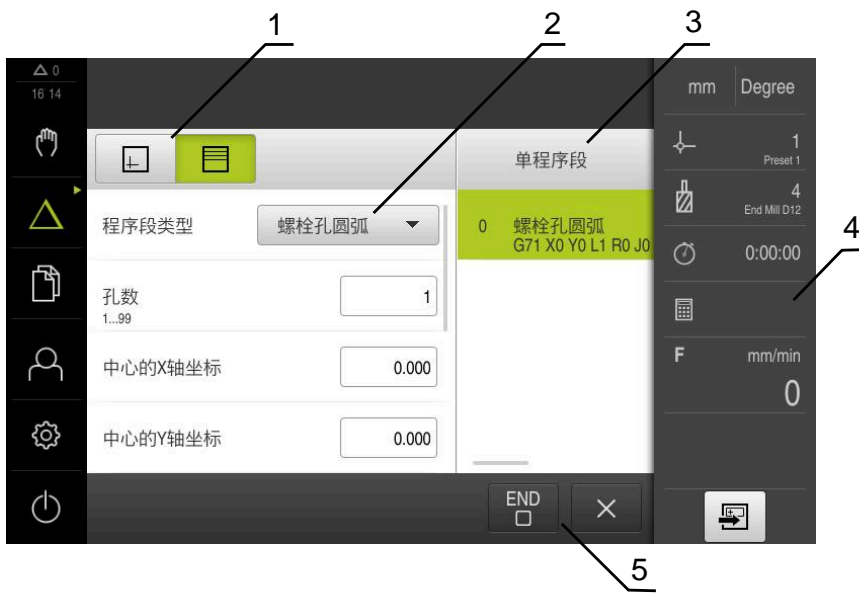 1
2
3
0
16 14
mm Degree
1
Preset 1
单程序段
4
End Mill D12
程序段类型
螺栓孔圆弧
0 螺栓孔圆弧
G71 X0 Y0 L1 R0 J0
4
0:00:00
孔数
1...99
1
F mm/min
0
中心的X轴坐标
0.000
中心的Y轴坐标
0.000
END
5